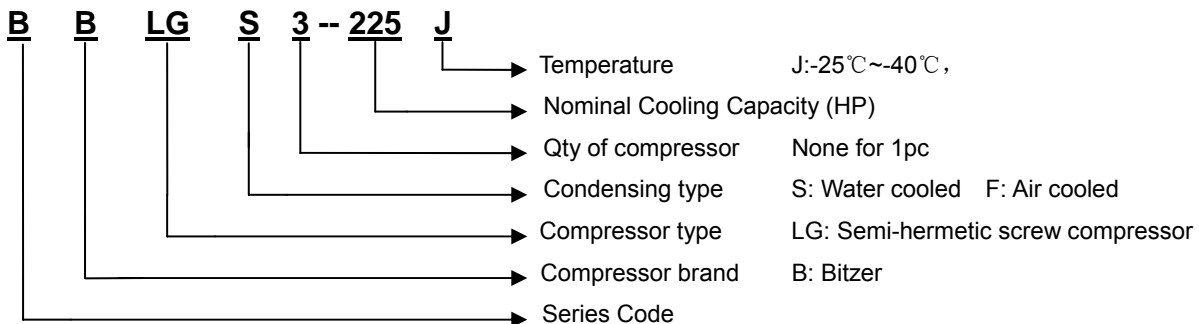 B B LG S 3 -- 225 J
Temperature J:-25℃~-40℃，
Nominal Cooling Capacity (HP)
Qty of compressor None for 1pc
Condensing type S: Water cooled F: Air cooled
Compressor type LG: Semi-hermetic screw compressor
Compressor brand B: Bitzer
Series Code